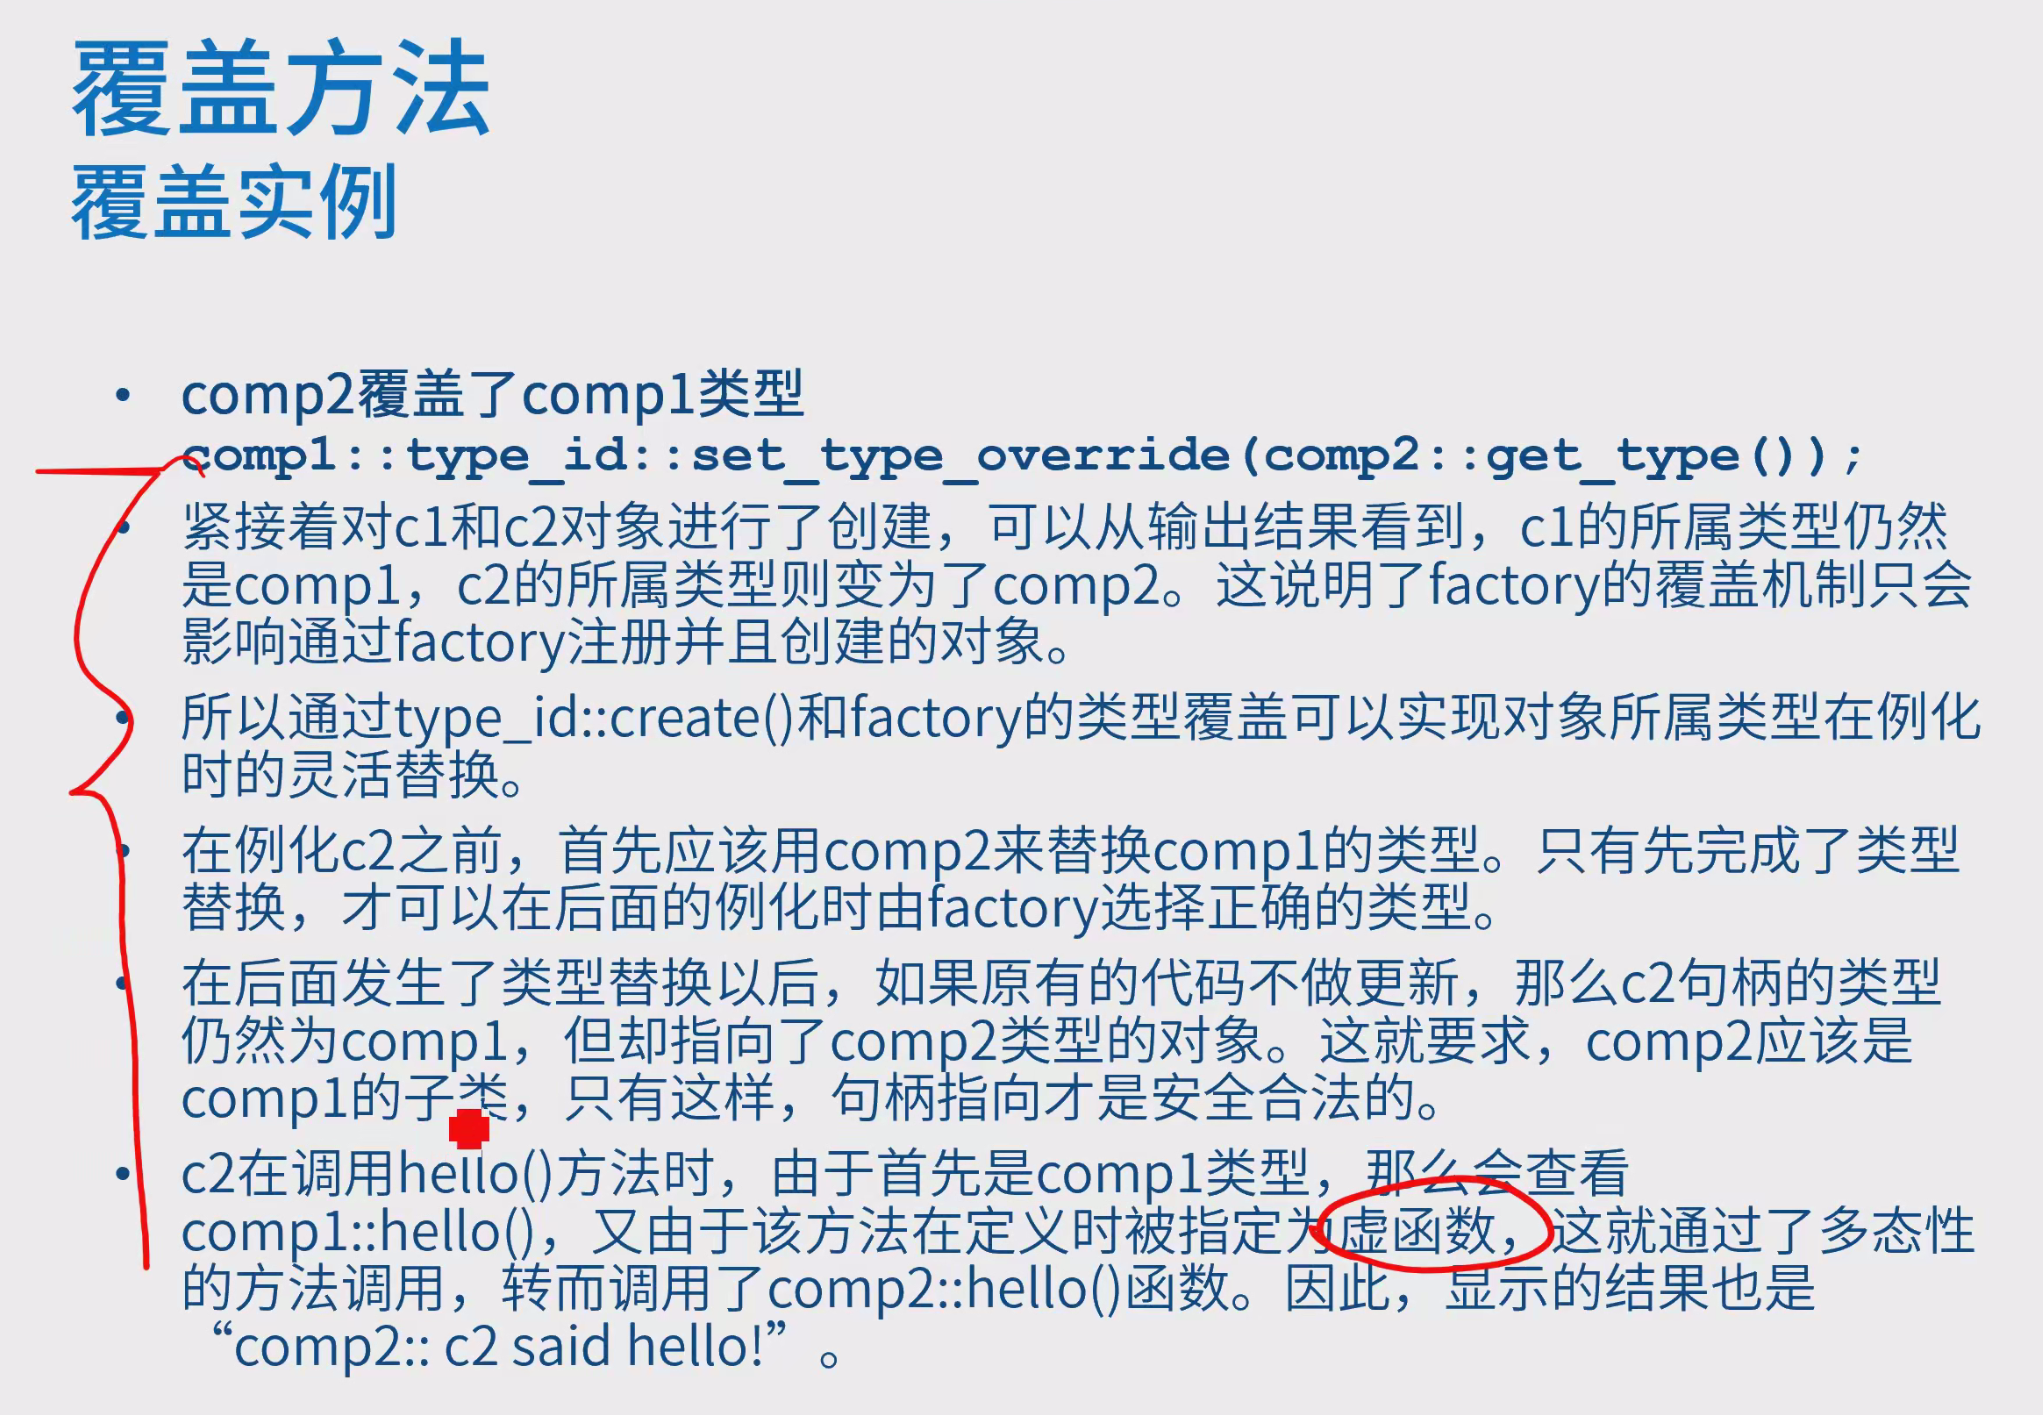 覆盖方法
覆盖实例
• comp2覆盖了comp1类型
comp1::type_id::set_type_override(comp2::get_type());
• 紧接着对c1和c2对象进行了创建，可以从输出结果看到，c1的所属类型仍然
是comp1，c2的所属类型则变为了comp2。这说明了factory的覆盖机制只会
影响通过factory注册并且创建的对象。
• 所以通过type_id::create()和factory的类型覆盖可以实现对象所属类型在例化
时的灵活替换。
• 在例化c2之前，首先应该用comp2来替换comp1的类型。只有先完成了类型
替换，才可以在后面的例化时由factory选择正确的类型。
• 在后面发生了类型替换以后，如果原有的代码不做更新，那么c2句柄的类型
仍然为comp1，但却指向了comp2类型的对象。这就要求，comp2应该是
comp1的子类，只有这样，句柄指向才是安全合法的。
• c2在调用hello()方法时，由于首先是comp1类型，那么会查看
comp1::hello()，又由于该方法在定义时被指定为虚函数，这就通过了多态性
的方法调用，转而调用了comp2::hello()函数。因此，显示的结果也是
“comp2:: c2 said hello!”。